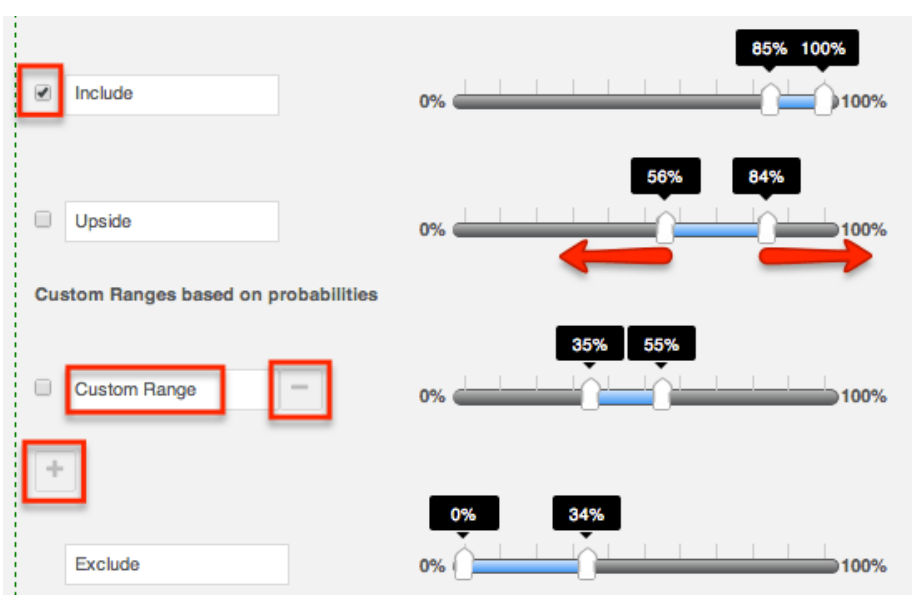 85% 100%
Include
0% 100%
56% 84%
Upside
0% 100%
Custom Ranges based on probabilities
35% 55%
Custom Range
0% 100%
0% 34%
Exclude
0% 100%